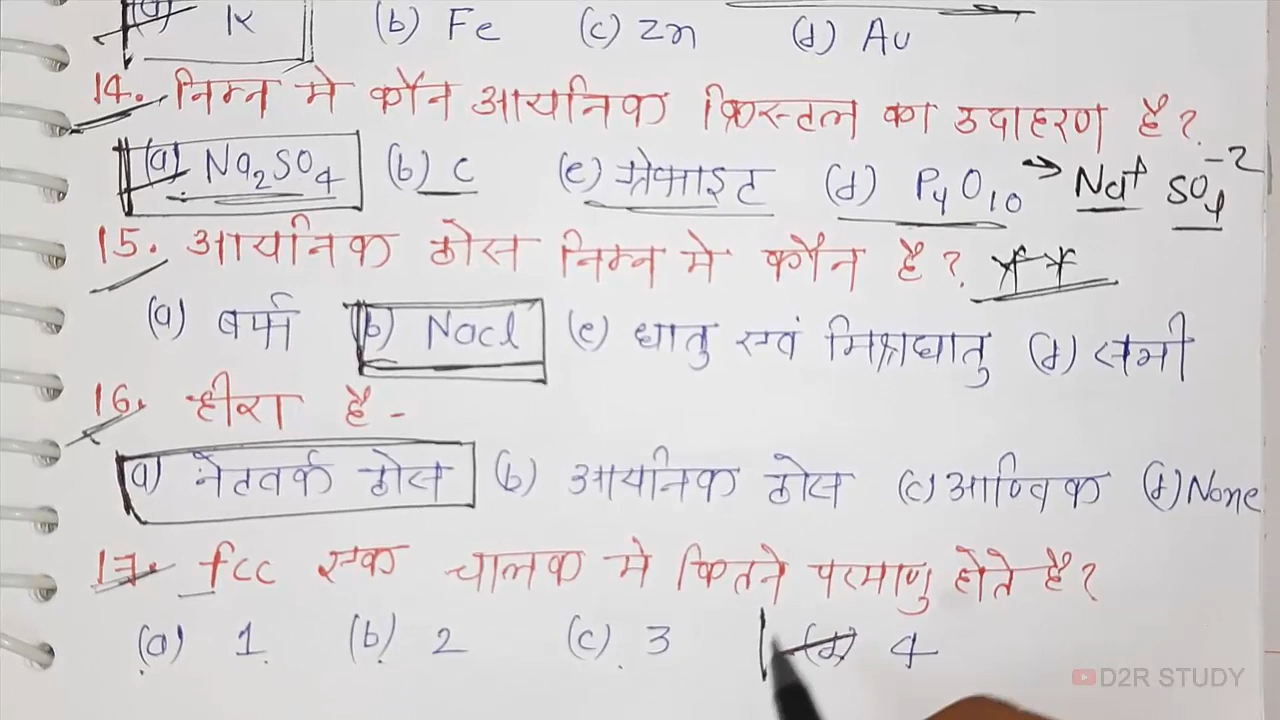 (a) K (b) Fe (c) Zn (d) Au
14. निम्न मे कौन आयनिक क्रिस्टल का उदाहरण है?
(a) Na2SO4 (b) C (c) ग्रेफाइट (d) P4O10 → Na+ SO4-2
15. आयनिक ठोस निम्न मे कौन है? **
(a) बर्फ (b) NaCl (c) धातु एवं मिश्रधातु (d) सभी
16. हीरा है -
(a) नेटवर्क ठोस (b) आयनिक ठोस (c) आण्विक (d) None
17. fcc एकक चालक मे कितने परमाणु होते है?
(a) 1 (b) 2 (c) 3 (d) 4
D2R STUDY